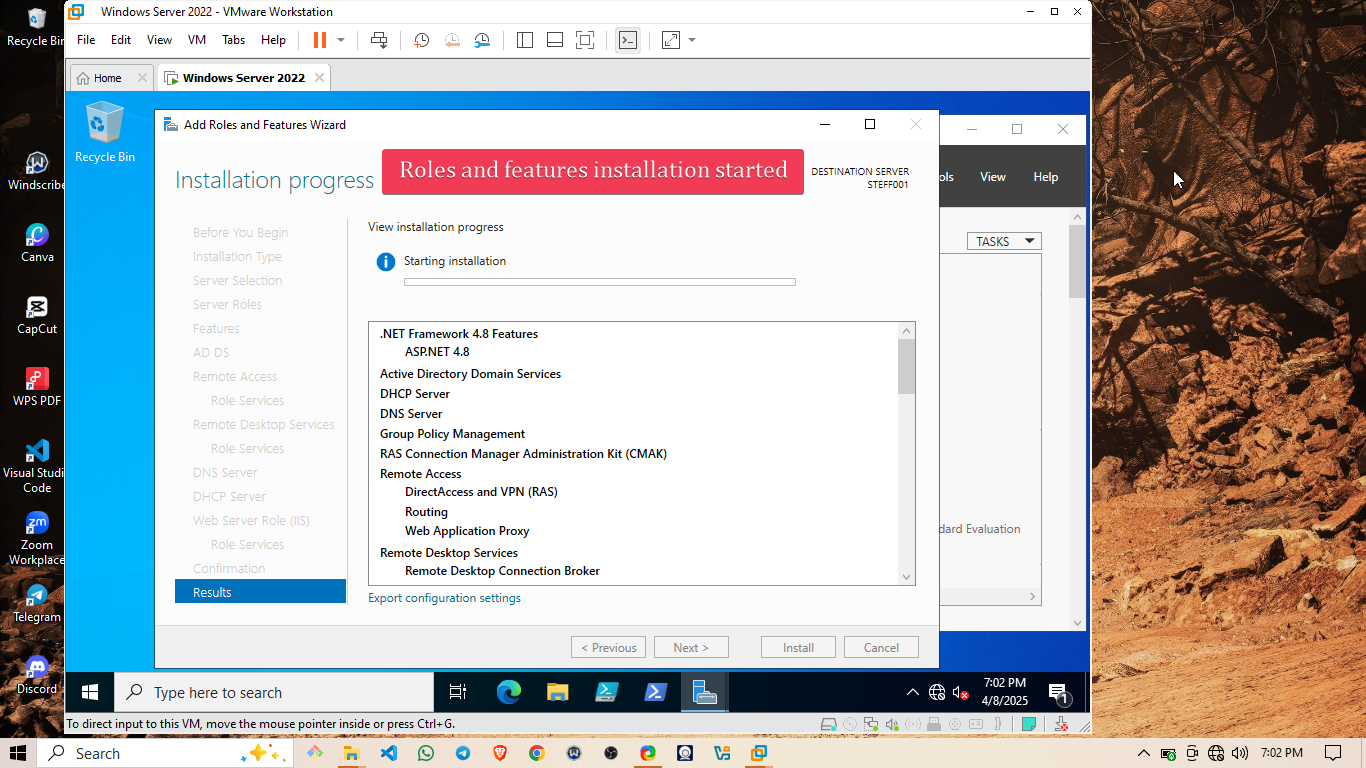 Recycle Bin
Windscribe
Canva
CapCut
WPS PDF
Visual Studi
Code
Zoom
Workplace
Telegram
Discord
Windows Server 2022 - VMware Workstation
File Edit View VM Tabs Help
Home
Windows Server 2022
Recycle Bin
Add Roles and Features Wizard
Installation progress
Roles and features installation started
DESTINATION SERVER
STEFF001
ols View Help
TASKS
Before You Begin
Installation Type
Server Selection
Server Roles
Features
AD DS
Remote Access
Role Services
Remote Desktop Services
Role Services
DNS Server
DHCP Server
Web Server Role (IIS)
Role Services
Confirmation
Results
View installation progress
Starting installation
.NET Framework 4.8 Features
ASP.NET 4.8
Active Directory Domain Services
DHCP Server
DNS Server
Group Policy Management
RAS Connection Manager Administration Kit (CMAK)
Remote Access
DirectAccess and VPN (RAS)
Routing
Web Application Proxy
Remote Desktop Services
Remote Desktop Connection Broker
Export configuration settings
dard Evaluation
< Previous Next > Install Cancel
Type here to search
7:02 PM
4/8/2025
1
To direct input to this VM, move the mouse pointer inside or press Ctrl+G.
Search
7:02 PM